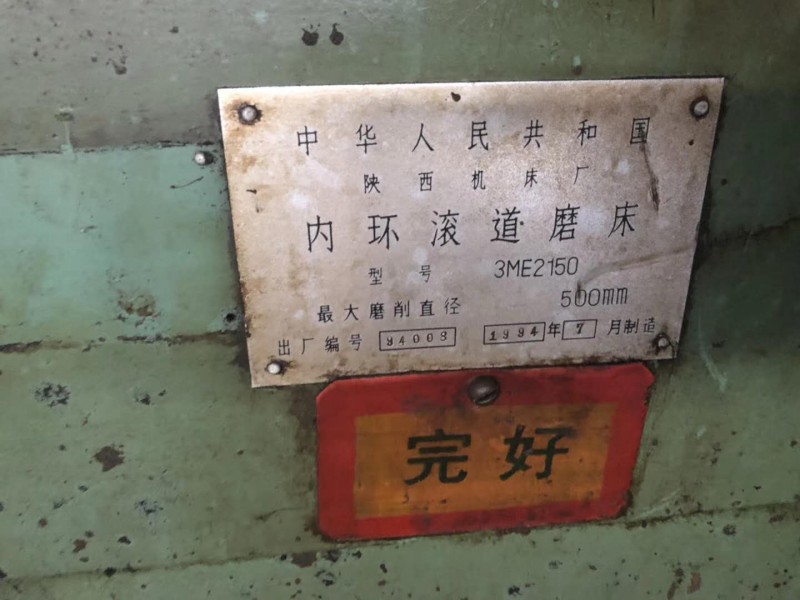 中华人民共和国
陕西机床厂
内环滚道磨床
型号 3ME2150
最大磨削直径 500mm
出厂编号 94008 1994年7月制造
完好